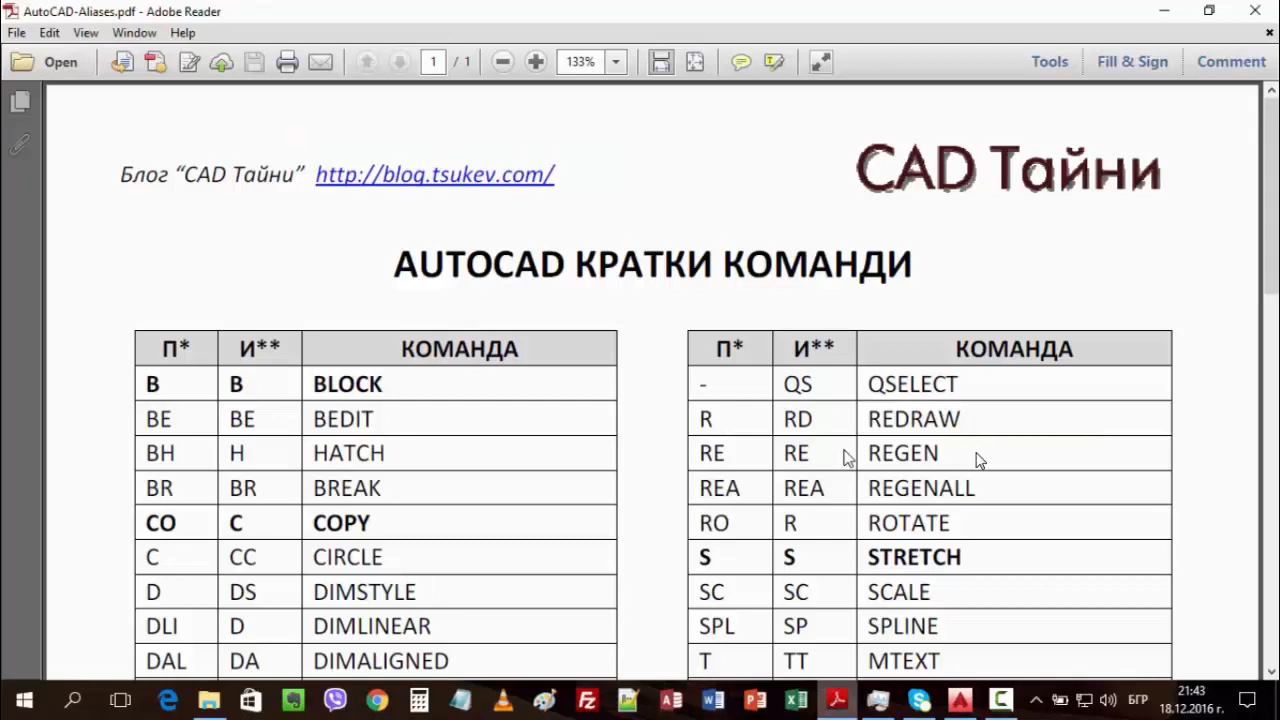 AutoCAD-Aliases.pdf - Adobe Reader
File Edit View Window Help
Open 1 / 1 133% Tools Fill & Sign Comment
Блог “CAD Тайни” http://blog.tsukev.com/
CAD Тайни
AUTOCAD КРАТКИ КОМАНДИ
П* И** КОМАНДА
B B BLOCK
BE BE BEDIT
BH H HATCH
BR BR BREAK
CO C COPY
C CC CIRCLE
D DS DIMSTYLE
DLI D DIMLINEAR
DAL DA DIMALIGNED
П* И** КОМАНДА
- QS QSELECT
R RD REDRAW
RE RE REGEN
REA REA REGENALL
RO R ROTATE
S S STRETCH
SC SC SCALE
SPL SP SPLINE
T TT MTEXT
БГР
21:43
18.12.2016 г.